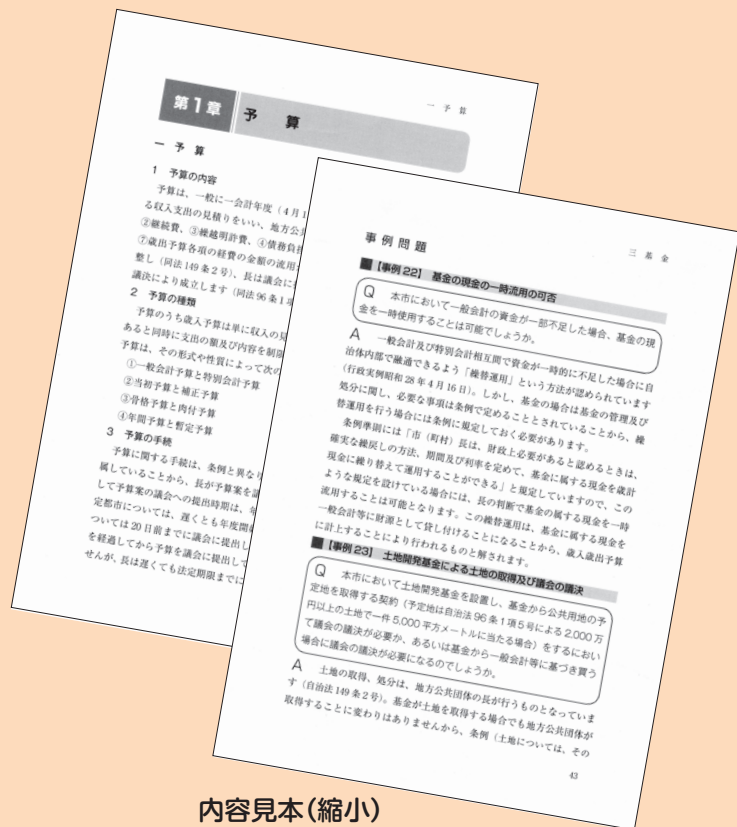 一 予 算
第1章 予 算
一 予 算
1 予算の内容
予算は、一般に一会計年度(4月1
る収入支出の見積りをいい、地方公共
②継続費、③繰越明許費、④債務負担
⑦歳出予算各項の経費の金額の流用
整し(同法149条2号)、長は議会に
議決により成立します(同法96条1項
2 予算の種類
予算のうち歳入予算は単に収入の見
あると同時に支出の額及び内容を制限
予算は、その形式や性質によって次の
①一般会計予算と特別会計予算
②当初予算と補正予算
③骨格予算と肉付予算
④年間予算と暫定予算
3 予算の手続
予算に関する手続は、条例と異なり
属していることから、長が予算案を議
して予算案の議会への提出時期は、年
定都市については、遅くとも年度開始
ついては20日前までに議会に提出し
を経過してから予算を議会に提出して
せんが、長は遅くても法定期限までに
三 基 金
事例問題
■【事例22】 基金の現金の一時流用の可否
Q 本市において一般会計の資金が一部不足した場合、基金の現
金を一時使用することは可能でしょうか。
A 一般会計及び特別会計相互間で資金が一時的に不足した場合に自
治体内部で融通できるよう「繰替運用」という方法が認められています
(行政実例昭和28年4月16日)。しかし、基金の場合は基金の管理及び
処分に関し、必要な事項は条例で定めることとされていることから、繰
替運用を行う場合には条例に規定しておく必要があります。
条例準則には「市(町村)長は、財政上必要があると認めるときは、
確実な繰戻しの方法、期間及び利率を定めて、基金に属する現金を歳計
現金に繰り替えて運用することができる」と規定していますので、この
ような規定を設けている場合には、長の判断で基金の属する現金を一時
流用することは可能となります。この繰替運用は、基金に属する現金を
一般会計等に財源として貸し付けることになることから、歳入歳出予算
に計上することにより行われるものと解されます。
■【事例23】 土地開発基金による土地の取得及び議会の議決
Q 本市において土地開発基金を設置し、基金から公共用地の予
定地を取得する契約(予定地は自治法96条1項5号による2,000万
円以上の土地で一件5,000平方メートルに当たる場合)をするにおい
て議会の議決が必要か、あるいは基金から一般会計等に基づき買う
場合に議会の議決が必要になるのでしょうか。
A 土地の取得、処分は、地方公共団体の長が行うものとなっていま
す(自治法149条2号)。基金が土地を取得する場合でも地方公共団体が
取得することに変わりはありませんから、条例(土地については、その
43
内容見本(縮小)